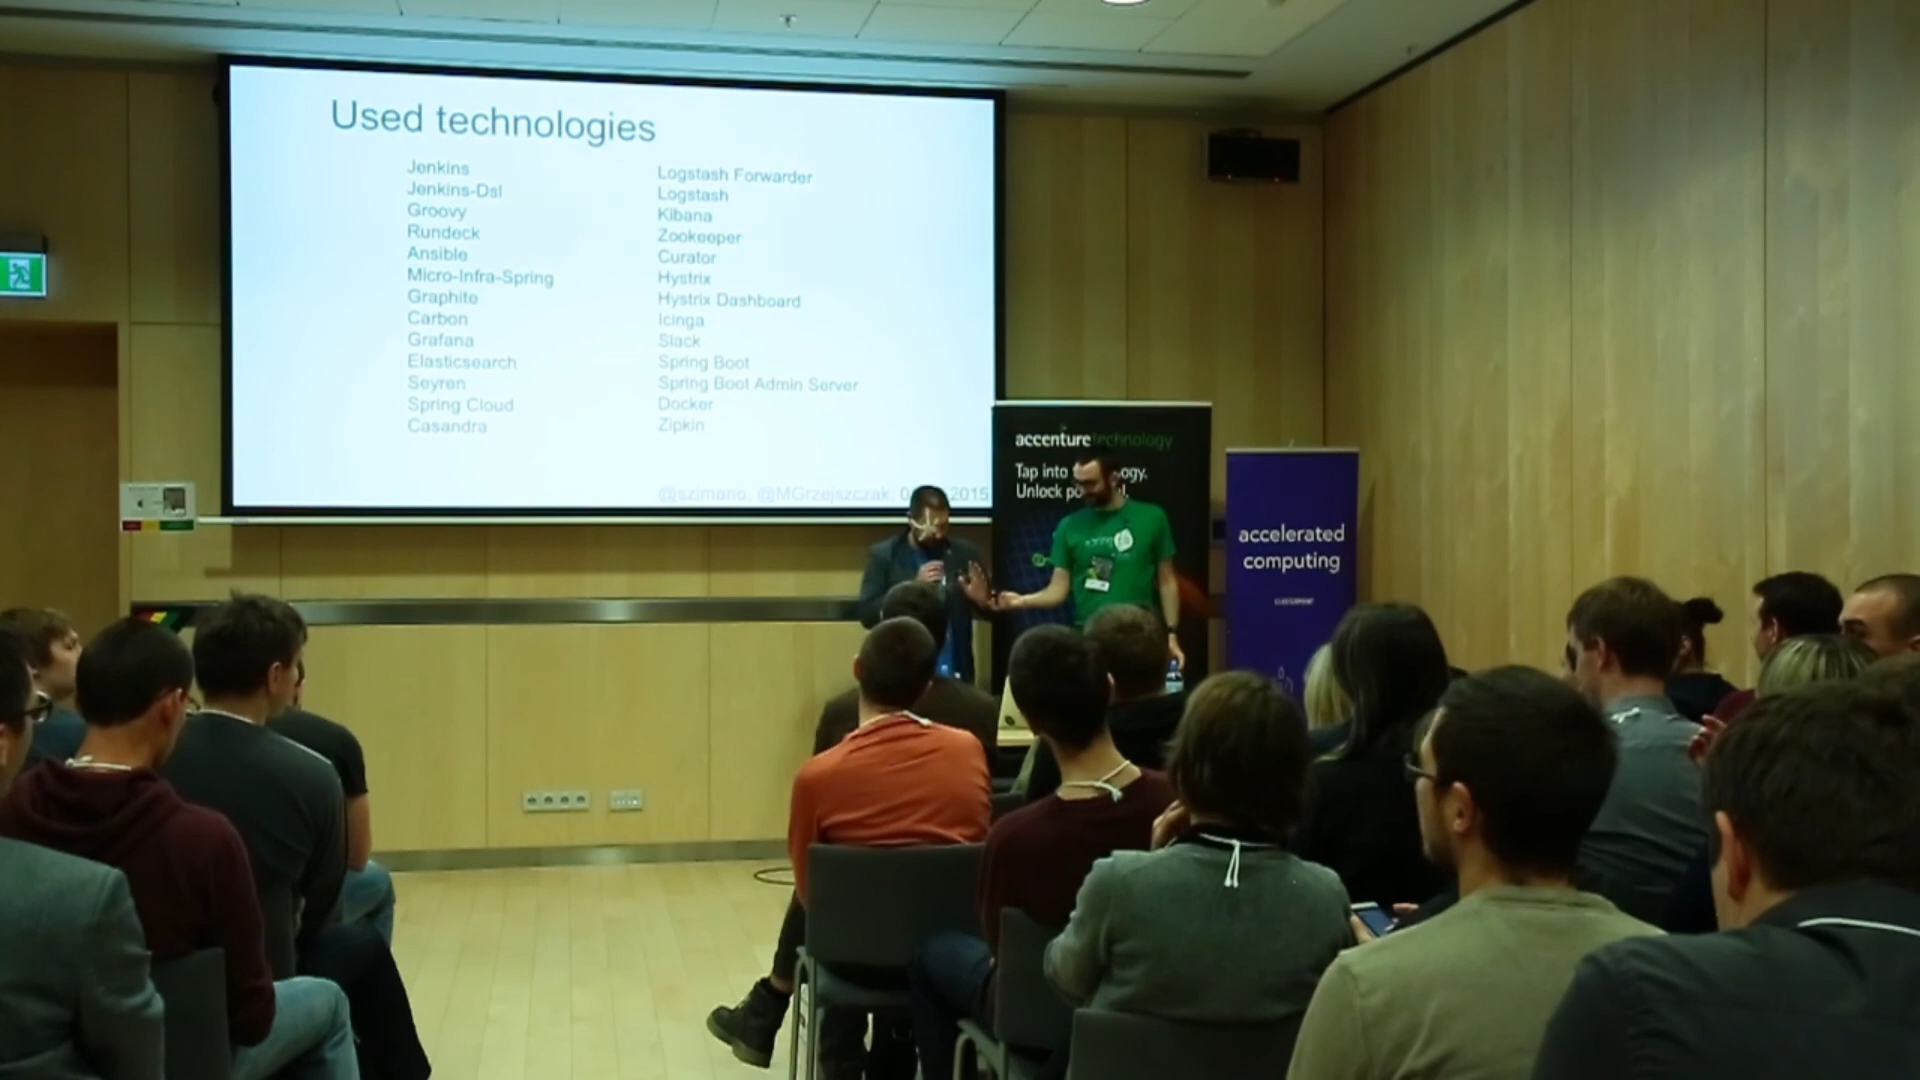 Used technologies
Jenkins
Jenkins-Dsl
Groovy
Rundeck
Ansible
Micro-Infra-Spring
Graphite
Carbon
Grafana
Elasticsearch
Seyren
Spring Cloud
Casandra
Logstash Forwarder
Logstash
Kibana
Zookeeper
Curator
Hystrix
Hystrix Dashboard
Icinga
Slack
Spring Boot
Spring Boot Admin Server
Docker
Zipkin
@szimano, @MGrzejszczak, 2015
accenturetechnology
Tap into
Unlock
accelerated
computing